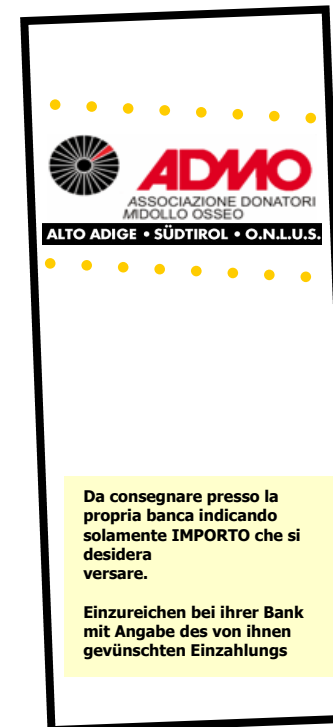 ADMO
ASSOCIAZIONE DONATORI
MIDOLLO OSSEO
ALTO ADIGE • SÜDTIROL • O.N.L.U.S.
Da consegnare presso la
propria banca indicando
solamente IMPORTO che si
desidera
versare.
Einzureichen bei ihrer Bank
mit Angabe des von ihnen
gevünschten Einzahlungs